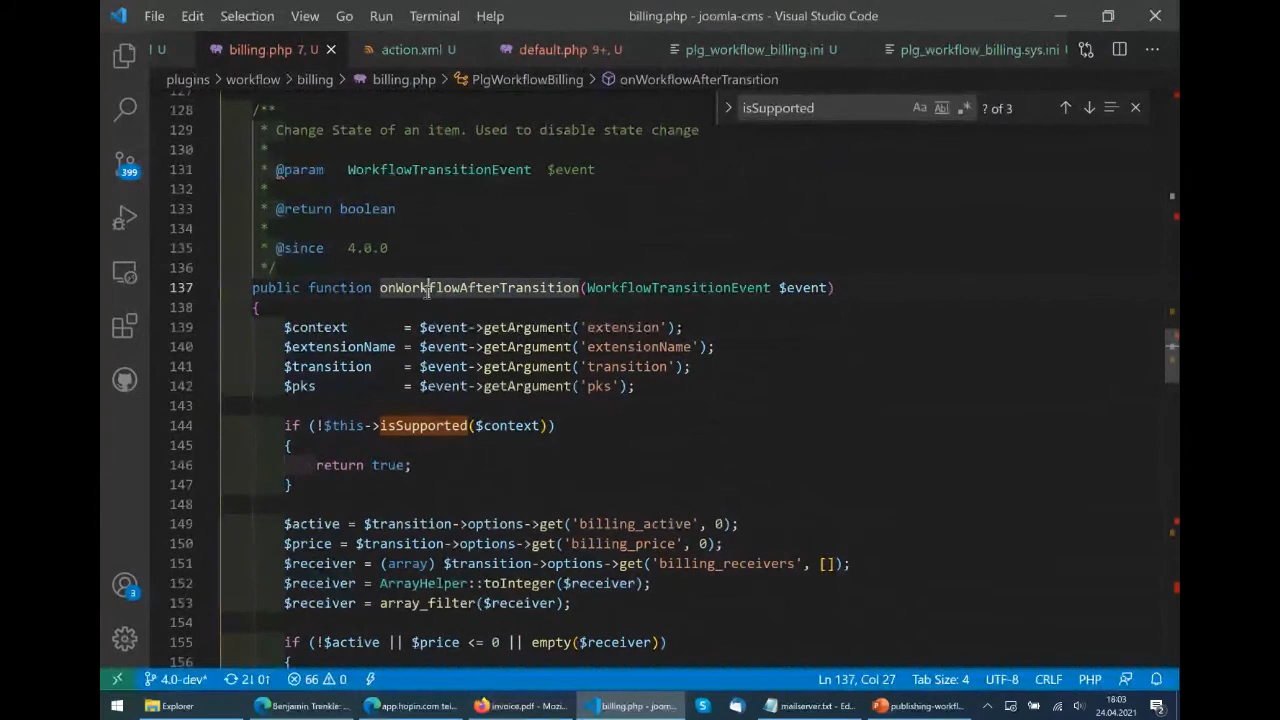 File Edit Selection View Go Run Terminal Help billing.php - joomla-cms - Visual Studio Code
l U billing.php 7, U action.xml U default.php 9+, U plg_workflow_billing.ini U plg_workflow_billing.sys.ini U
plugins > workflow > billing > billing.php > PlgWorkflowBilling > onWorkflowAfterTransition
isSupported Aa Abl .* ? of 3
127
128 /**
129 * Change State of an item. Used to disable state change
130 *
131 * @param WorkflowTransitionEvent $event
132 *
133 * @return boolean
134 *
135 * @since 4.0.0
136 */
137 public function onWorkflowAfterTransition(WorkflowTransitionEvent $event)
138 {
139 $context = $event->getArgument('extension');
140 $extensionName = $event->getArgument('extensionName');
141 $transition = $event->getArgument('transition');
142 $pks = $event->getArgument('pks');
143
144 if (!$this->isSupported($context))
145 {
146 return true;
147 }
148
149 $active = $transition->options->get('billing_active', 0);
150 $price = $transition->options->get('billing_price', 0);
151 $receiver = (array) $transition->options->get('billing_receivers', []);
152 $receiver = ArrayHelper::toInteger($receiver);
153 $receiver = array_filter($receiver);
154
155 if (!$active || $price <= 0 || empty($receiver))
156 {
399
3
4.0-dev* 21↓ 0↑ 66 0 Ln 137, Col 27 Tab Size: 4 UTF-8 CRLF PHP
Explorer Benjamin Trenkle:... app.hopin.com tei... invoice.pdf - Mozi... billing.php - joom... mailserver.txt - Ed... publishing-workfl... 18:03
24.04.2021 2